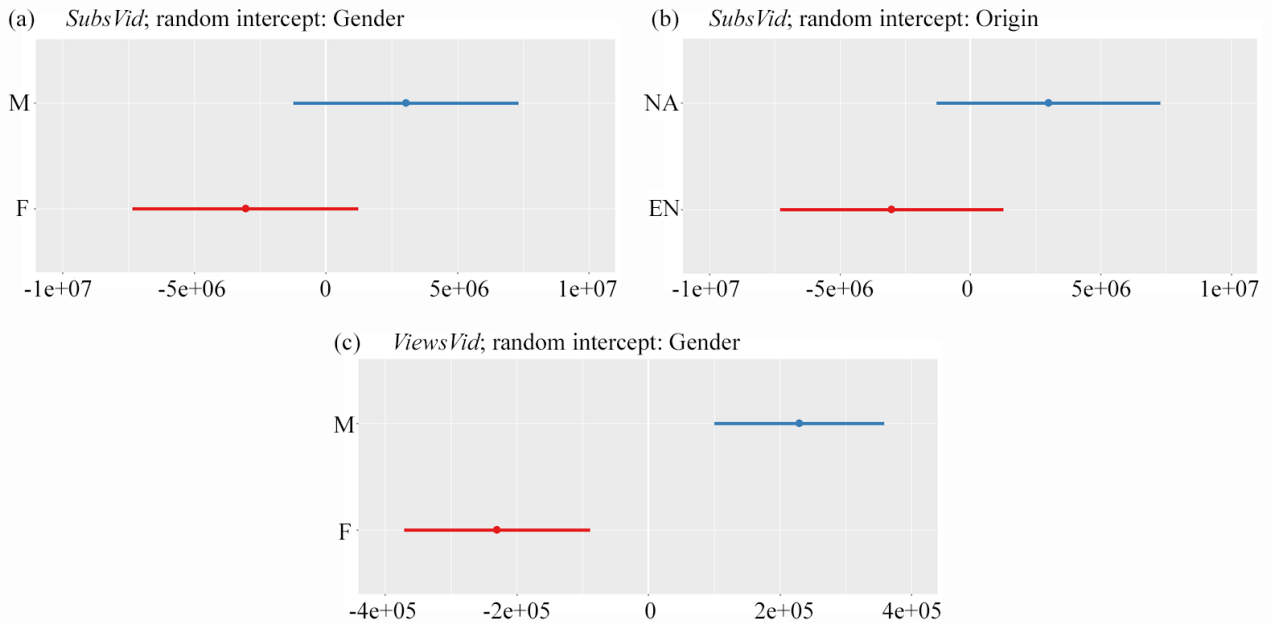 (a) SubsVid; random intercept: Gender
M
F
-1e+07 -5e+06 0 5e+06 1e+07
(b) SubsVid; random intercept: Origin
NA
EN
-1e+07 -5e+06 0 5e+06 1e+07
(c) ViewsVid; random intercept: Gender
M
F
-4e+05 -2e+05 0 2e+05 4e+05